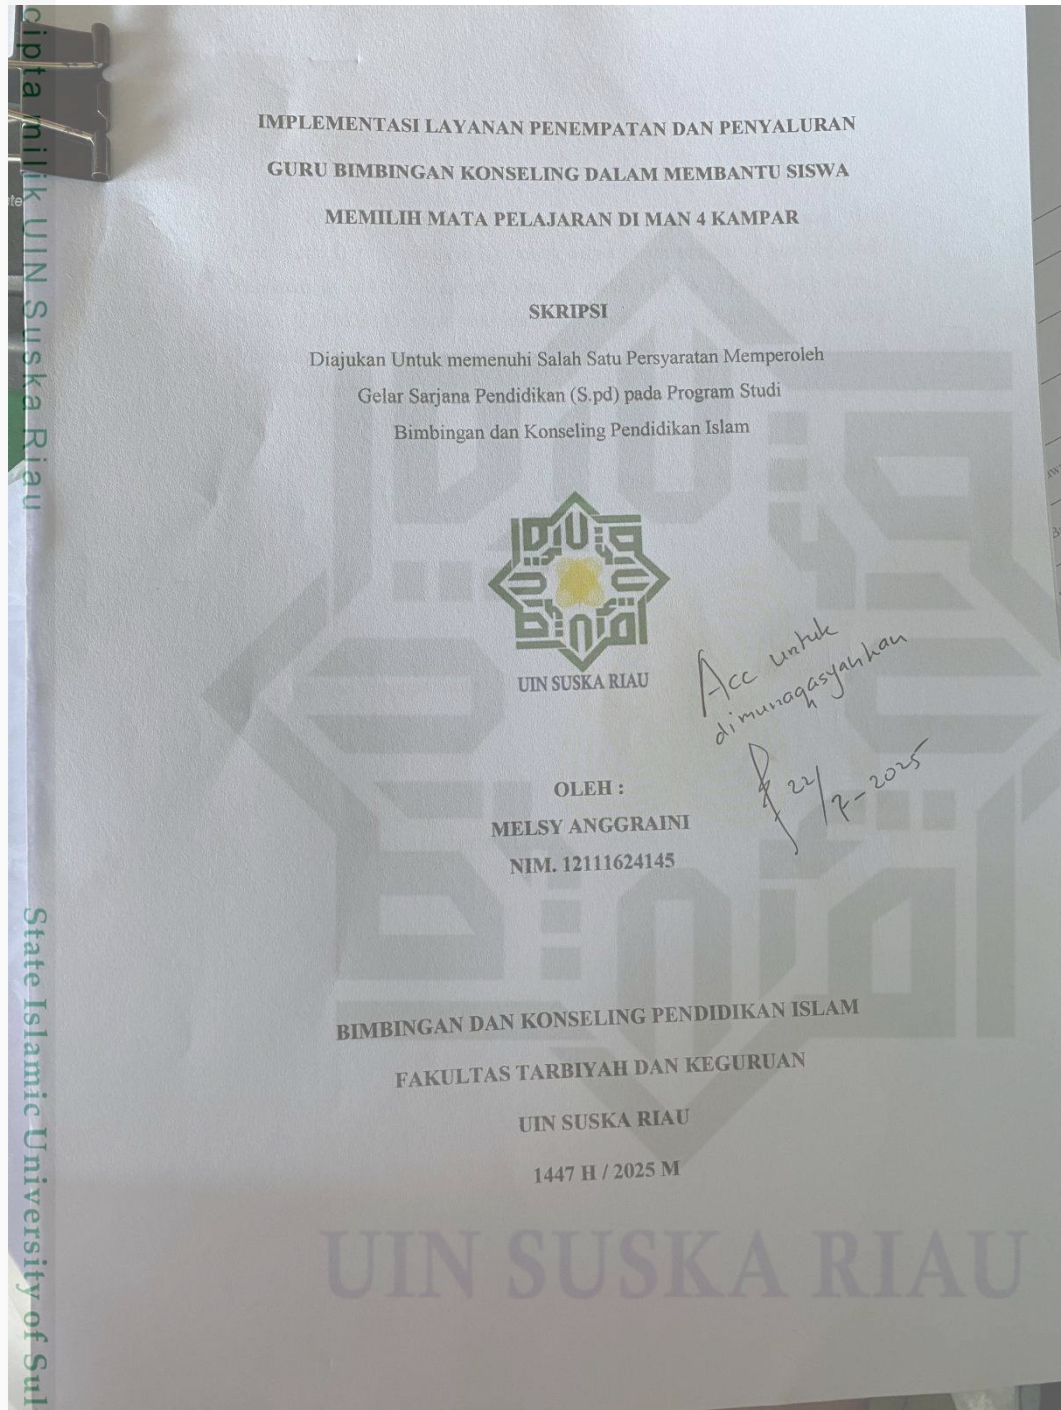 cipta milik UIN Suska Riau
State Islamic University of Sul
IMPLEMENTASI LAYANAN PENEMPATAN DAN PENYALURAN
GURU BIMBINGAN KONSELING DALAM MEMBANTU SISWA
MEMILIH MATA PELAJARAN DI MAN 4 KAMPAR
SKRIPSI
Diajukan Untuk memenuhi Salah Satu Persyaratan Memperoleh
Gelar Sarjana Pendidikan (S.pd) pada Program Studi
Bimbingan dan Konseling Pendidikan Islam
UIN SUSKA RIAU
Acc untuk
dimunaqasyahkan
22/7-2025
OLEH :
MELSY ANGGRAINI
NIM. 12111624145
BIMBINGAN DAN KONSELING PENDIDIKAN ISLAM
FAKULTAS TARBIYAH DAN KEGURUAN
UIN SUSKA RIAU
1447 H / 2025 M
UIN SUSKA RIAU